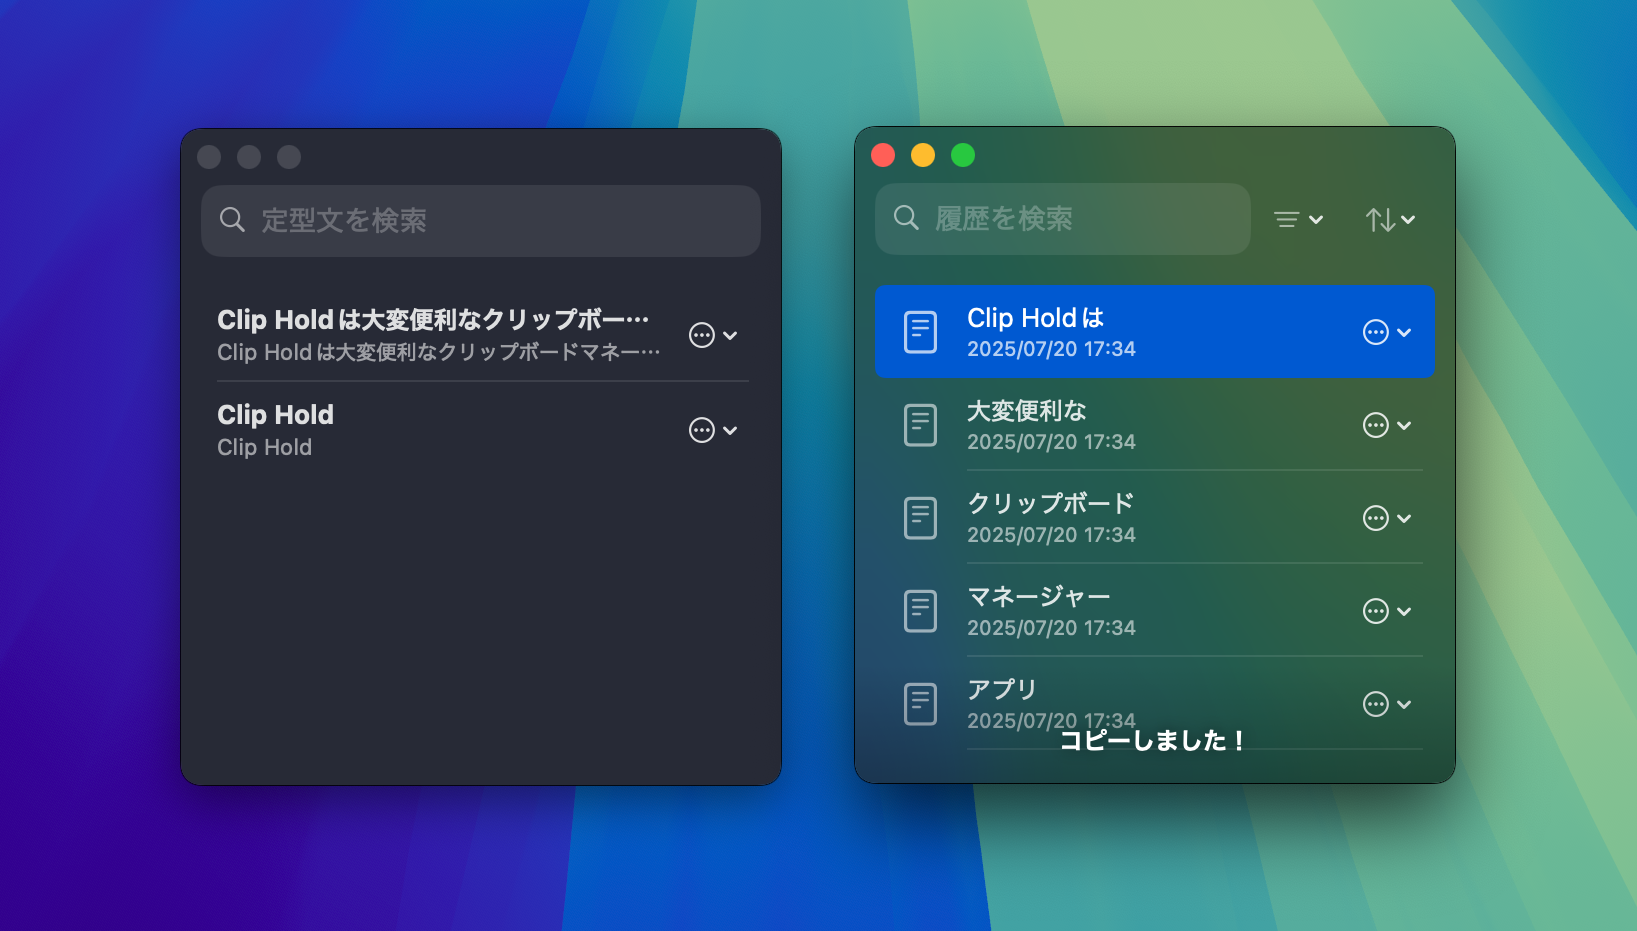 定型文を検索
Clip Holdは大変便利なクリップボー…
Clip Holdは大変便利なクリップボードマネー…
Clip Hold
Clip Hold
履歴を検索
Clip Holdは
2025/07/20 17:34
大変便利な
2025/07/20 17:34
クリップボード
2025/07/20 17:34
マネージャー
2025/07/20 17:34
アプリ
2025/07/20 17:34
コピーしました！